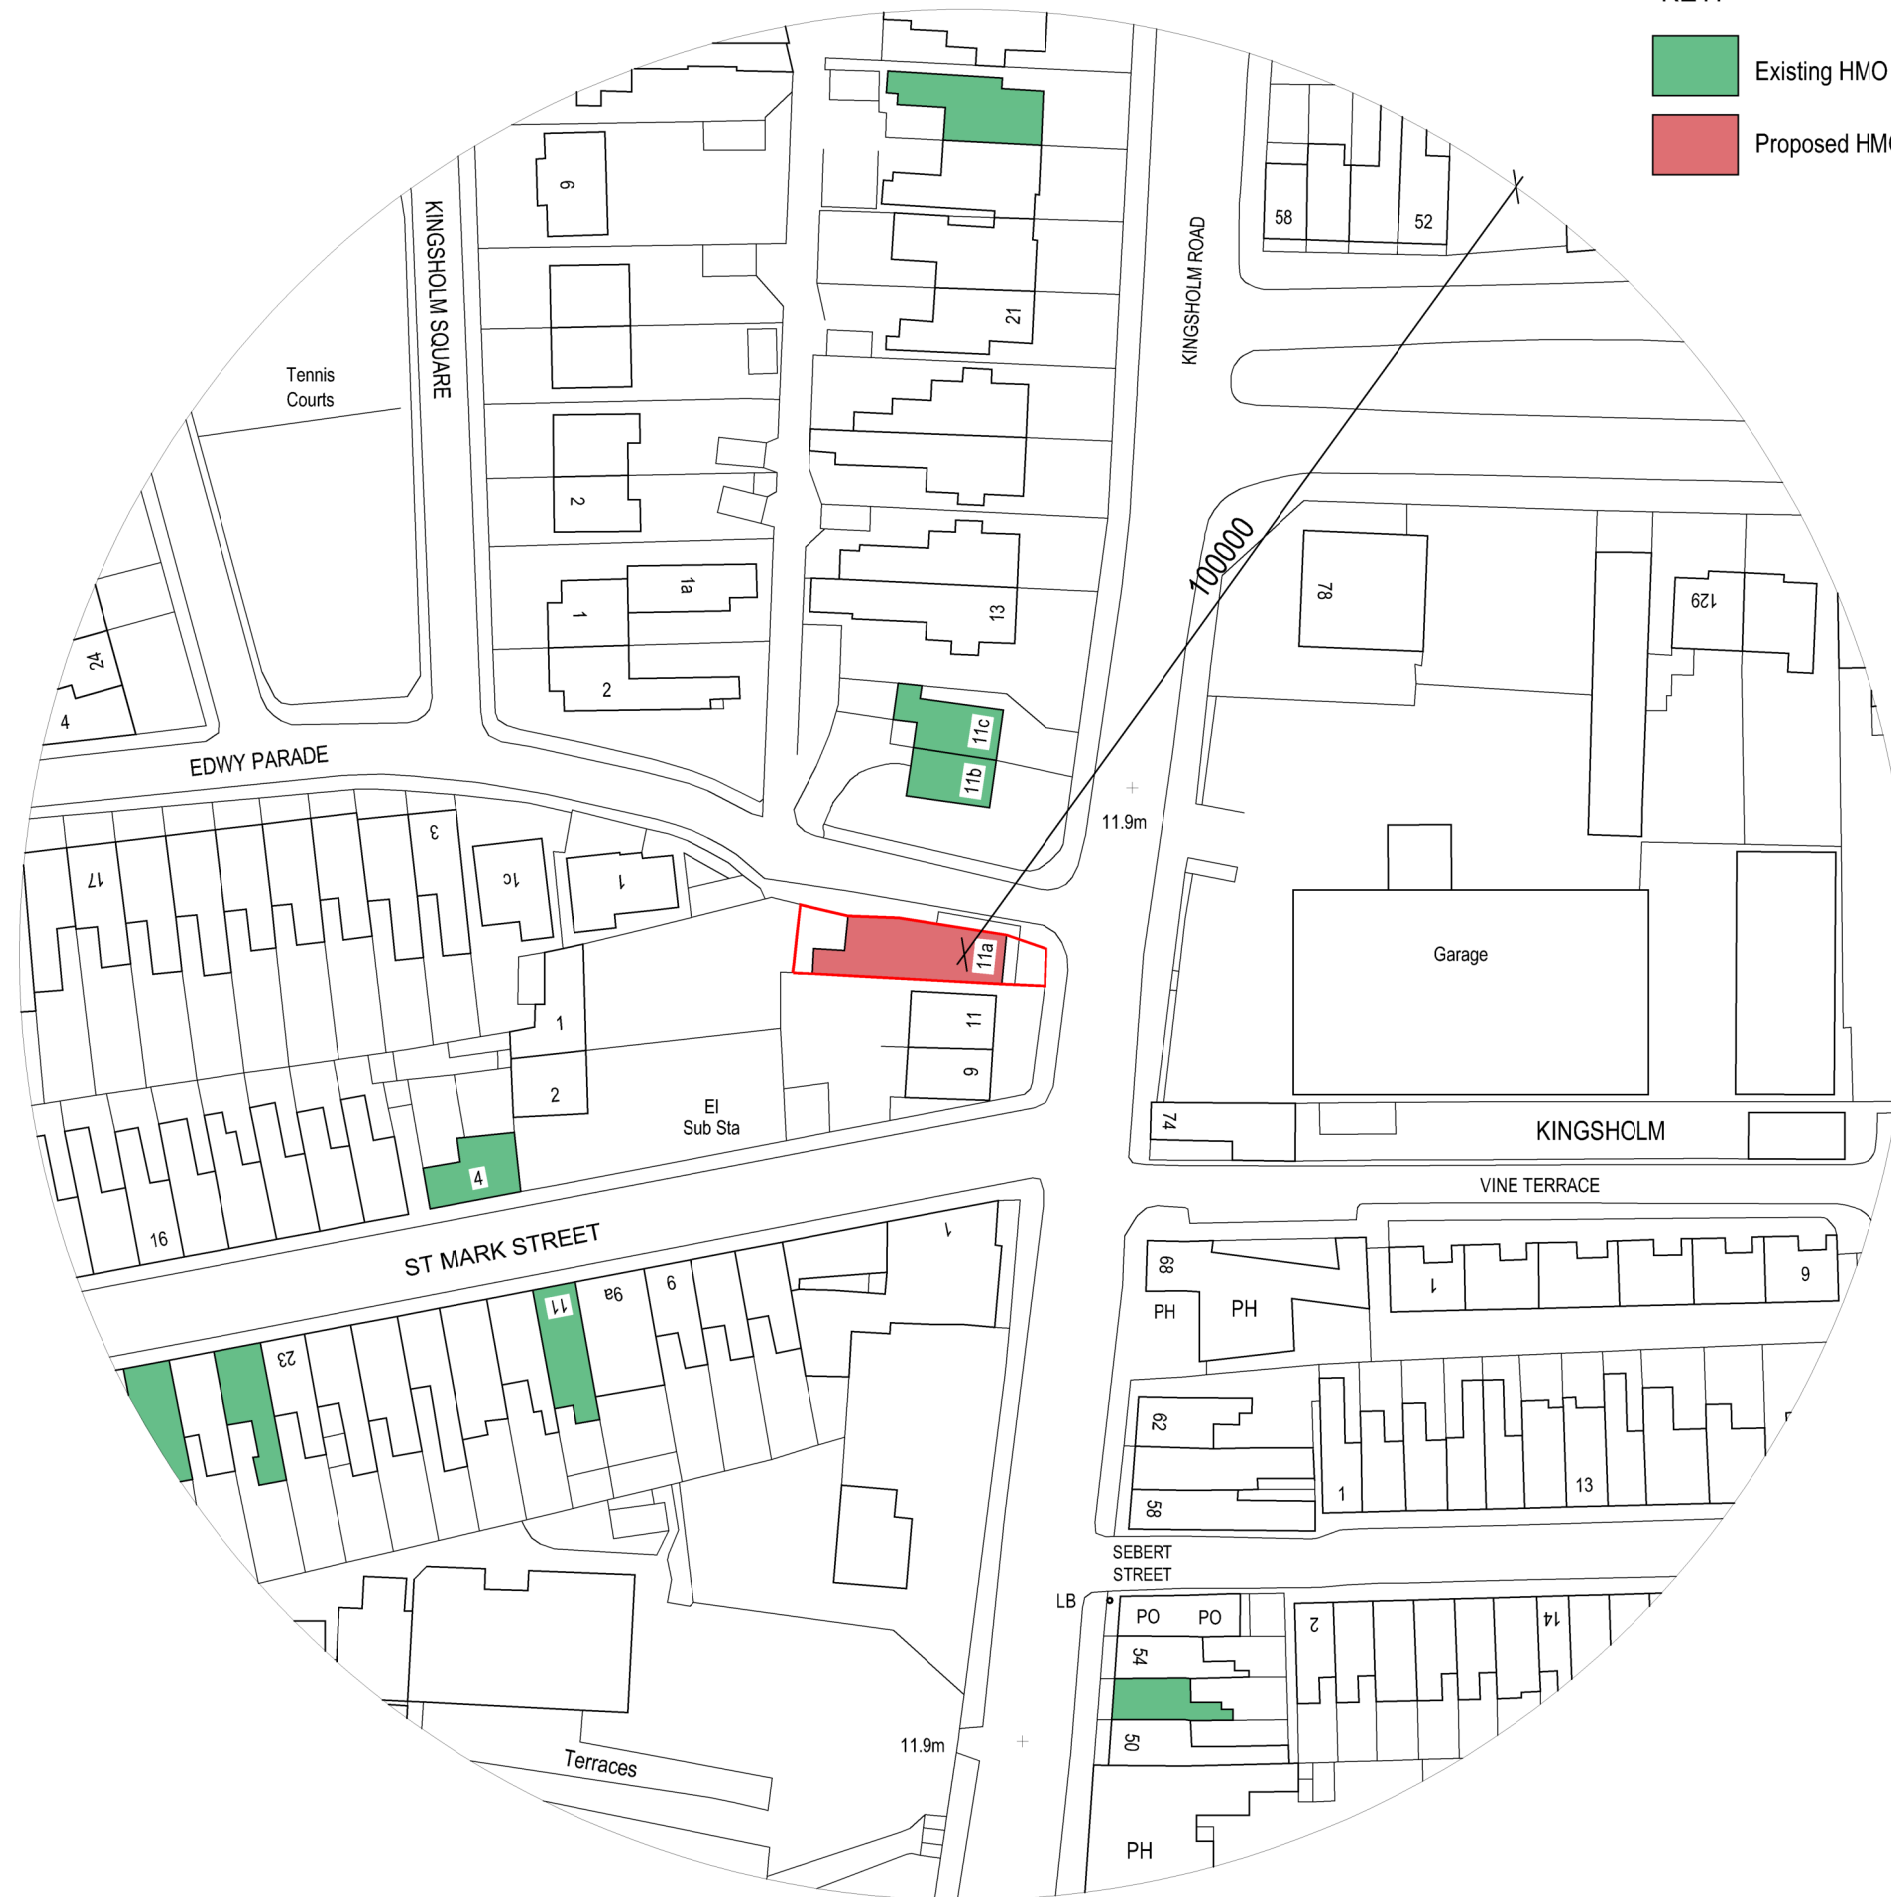 Existing HMO
Proposed HMO
9
KINGSHOLM SQUARE
KINGSHOLM ROAD
58
52
21
Tennis
Courts
2
100000
78
129
1
1a
13
2
24
4
11c
11b
EDWY PARADE
11.9m
3
17
1c
1
11a
Garage
11
9
1
2
El
Sub Sta
74
KINGSHOLM
4
VINE TERRACE
16
ST MARK STREET
1
68
PH
PH
1
6
11
9a
9
23
62
58
1
13
SEBERT
STREET
LB
PO
PO
54
2
14
50
11.9m
Terraces
PH